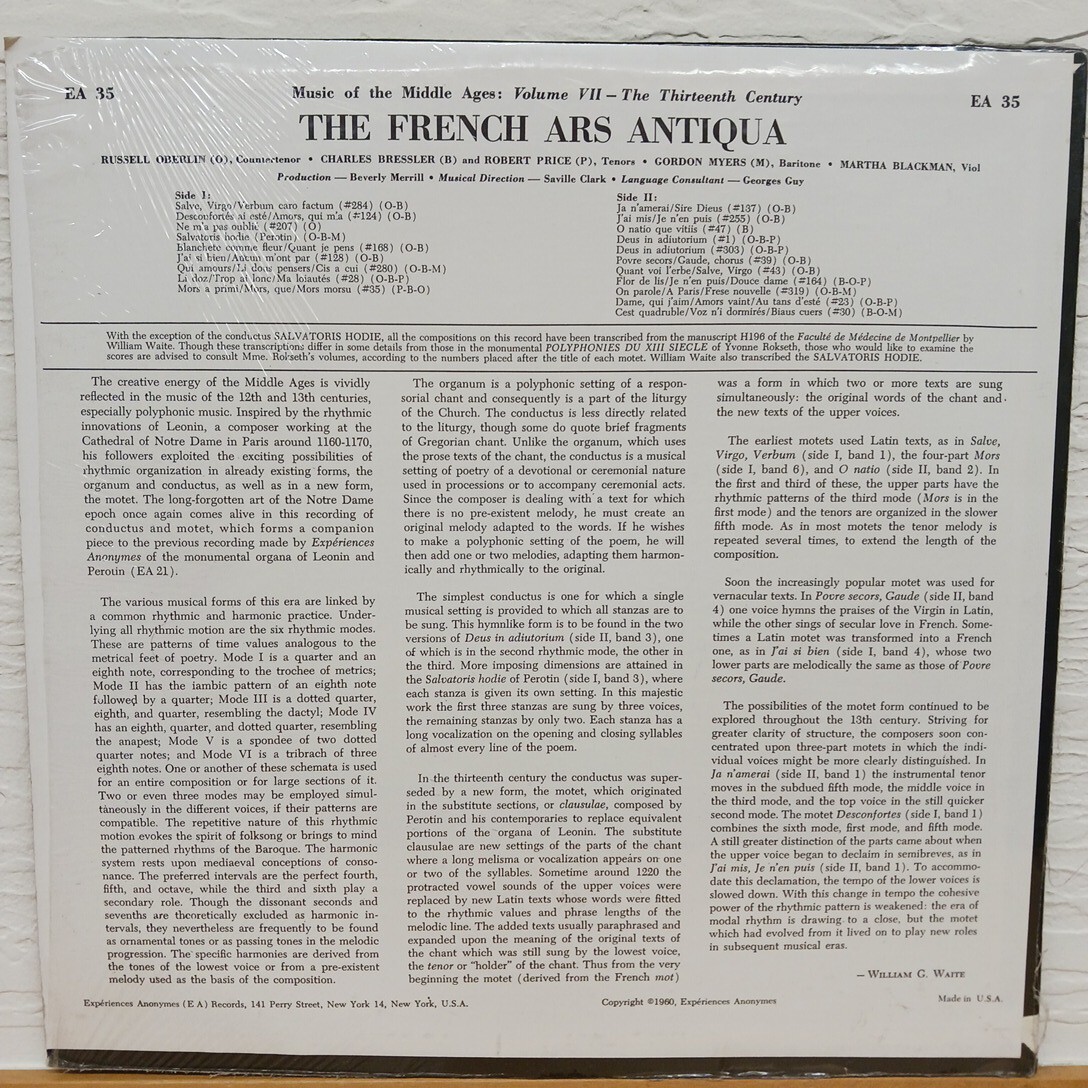 EA 35
Music of the Middle Ages: Volume VII — The Thirteenth Century
EA 35
THE FRENCH ARS ANTIQUA
RUSSELL OBERLIN (O), Countertenor • CHARLES BRESSLER (B) and ROBERT PRICE (P), Tenors • GORDON MYERS (M), Baritone • MARTHA BLACKMAN, Viol
Production — Beverly Merrill • Musical Direction — Saville Clark • Language Consultant — Georges Guy
Side I:
Salve, Virgo/Verbum caro factum (#284) (O-B)
Desconfortés ai esté/Amors, qui m'a (#124) (O-B)
Ne m'a pas oublié (#207) (O)
Salvatoris hodie (Perotin) (O-B-M)
Blanchete comme fleur/Quant je pens (#168) (O-B)
J'ai si bien/Aucun m'ont par (#128) (O-B)
Qui amours/Li dous pensers/Cis a cui (#280) (O-B-M)
Li doz/Trop ai lonc/Ma loiautés (#28) (O-B-P)
Mors a primi/Mors, que/Mors morsu (#35) (P-B-O)
Side II:
Ja n'amerai/Sire Dieus (#137) (O-B)
J'ai mis/Je n'en puis (#255) (O-B)
O natio que vitiis (#47) (B)
Deus in adiutorium (#1) (O-B-P)
Deus in adiutorium (#303) (O-B-P)
Povre secors/Gaude, chorus (#39) (O-B)
Quant voi l'erbe/Salve, Virgo (#43) (O-B)
Flor de lis/Je n'en puis/Douce dame (#164) (B-O-P)
On parole/A Paris/Frese nouvelle (#319) (O-B-M)
Dame, qui j'aim/Amors vaint/Au tans d'esté (#23) (O-B-P)
Cest quadruble/Voz n'i dormirés/Biaus cuers (#30) (B-O-M)
With the exception of the conductus SALVATORIS HODIE, all the compositions on this record have been transcribed from the manuscript H196 of the Faculté de Médecine de Montpellier by
William Waite. Though these transcriptions differ in some details from those in the monumental POLYPHONIES DU XIII SIECLE of Yvonne Rokseth, those who would like to examine the
scores are advised to consult Mme. Rokseth's volumes, according to the numbers placed after the title of each motet. William Waite also transcribed the SALVATORIS HODIE.
The creative energy of the Middle Ages is vividly
reflected in the music of the 12th and 13th centuries,
especially polyphonic music. Inspired by the rhythmic
innovations of Leonin, a composer working at the
Cathedral of Notre Dame in Paris around 1160-1170,
his followers exploited the exciting possibilities of
rhythmic organization in already existing forms, the
organum and conductus, as well as in a new form,
the motet. The long-forgotten art of the Notre Dame
epoch once again comes alive in this recording of
conductus and motet, which forms a companion
piece to the previous recording made by Expériences
Anonymes of the monumental organa of Leonin and
Perotin (EA 21).
The various musical forms of this era are linked by
a common rhythmic and harmonic practice. Under-
lying all rhythmic motion are the six rhythmic modes.
These are patterns of time values analogous to the
metrical feet of poetry. Mode I is a quarter and an
eighth note, corresponding to the trochee of metrics;
Mode II has the iambic pattern of an eighth note
followed by a quarter; Mode III is a dotted quarter,
eighth, and quarter, resembling the dactyl; Mode IV
has an eighth, quarter, and dotted quarter, resembling
the anapest; Mode V is a spondee of two dotted
quarter notes; and Mode VI is a tribrach of three
eighth notes. One or another of these schemata is used
for an entire composition or for large sections of it.
Two or even three modes may be employed simul-
taneously in the different voices, if their patterns are
compatible. The repetitive nature of this rhythmic
motion evokes the spirit of folksong or brings to mind
the patterned rhythms of the Baroque. The harmonic
system rests upon mediaeval conceptions of conso-
nance. The preferred intervals are the perfect fourth,
fifth, and octave, while the third and sixth play a
secondary role. Though the dissonant seconds and
sevenths are theoretically excluded as harmonic in-
tervals, they nevertheless are frequently to be found
as ornamental tones or as passing tones in the melodic
progression. The specific harmonies are derived from
the tones of the lowest voice or from a pre-existent
melody used as the basis of the composition.
The organum is a polyphonic setting of a respon-
sorial chant and consequently is a part of the liturgy
of the Church. The conductus is less directly related
to the liturgy, though some do quote brief fragments
of Gregorian chant. Unlike the organum, which uses
the prose texts of the chant, the conductus is a musical
setting of poetry of a devotional or ceremonial nature
used in processions or to accompany ceremonial acts.
Since the composer is dealing with a text for which
there is no pre-existent melody, he must create an
original melody adapted to the words. If he wishes
to make a polyphonic setting of the poem, he will
then add one or two melodies, adapting them harmon-
ically and rhythmically to the original.
The simplest conductus is one for which a single
musical setting is provided to which all stanzas are to
be sung. This hymnlike form is to be found in the two
versions of Deus in adiutorium (side II, band 3), one
of which is in the second rhythmic mode, the other in
the third. More imposing dimensions are attained in
the Salvatoris hodie of Perotin (side I, band 3), where
each stanza is given its own setting. In this majestic
work the first three stanzas are sung by three voices,
the remaining stanzas by only two. Each stanza has a
long vocalization on the opening and closing syllables
of almost every line of the poem.
In the thirteenth century the conductus was super-
seded by a new form, the motet, which originated
in the substitute sections, or clausulae, composed by
Perotin and his contemporaries to replace equivalent
portions of the organa of Leonin. The substitute
clausulae are new settings of the parts of the chant
where a long melisma or vocalization appears on one
or two of the syllables. Sometime around 1220 the
protracted vowel sounds of the upper voices were
replaced by new Latin texts whose words were fitted
to the rhythmic values and phrase lengths of the
melodic line. The added texts usually paraphrased and
expanded upon the meaning of the original texts of
the chant which was still sung by the lowest voice,
the tenor or "holder" of the chant. Thus from the very
beginning the motet (derived from the French mot)
was a form in which two or more texts are sung
simultaneously: the original words of the chant and
the new texts of the upper voices.
The earliest motets used Latin texts, as in Salve,
Virgo, Verbum (side I, band 1), the four-part Mors
(side I, band 6), and O natio (side II, band 2). In
the first and third of these, the upper parts have the
rhythmic patterns of the third mode (Mors is in the
first mode) and the tenors are organized in the slower
fifth mode. As in most motets the tenor melody is
repeated several times, to extend the length of the
composition.
Soon the increasingly popular motet was used for
vernacular texts. In Povre secors, Gaude (side II, band
4) one voice hymns the praises of the Virgin in Latin,
while the other sings of secular love in French. Some-
times a Latin motet was transformed into a French
one, as in J'ai si bien (side I, band 4), whose two
lower parts are melodically the same as those of Povre
secors, Gaude.
The possibilities of the motet form continued to be
explored throughout the 13th century. Striving for
greater clarity of structure, the composers soon con-
centrated upon three-part motets in which the indi-
vidual voices might be more clearly distinguished. In
Ja n'amerai (side II, band 1) the instrumental tenor
moves in the subdued fifth mode, the middle voice in
the third mode, and the top voice in the still quicker
second mode. The motet Desconfortes (side I, band 1)
combines the sixth mode, first mode, and fifth mode.
A still greater distinction of the parts came about when
the upper voice began to declaim in semibreves, as in
J'ai mis, Je n'en puis (side II, band 1). To accommo-
date this declamation, the tempo of the lower voices is
slowed down. With this change in tempo the cohesive
power of the rhythmic pattern is weakened: the era of
modal rhythm is drawing to a close, but the motet
which had evolved from it lived on to play new roles
in subsequent musical eras.
— WILLIAM G. WAITE
Expériences Anonymes (E A) Records, 141 Perry Street, New York 14, New York, U.S.A.
Copyright ©1960, Expériences Anonymes
Made in U.S.A.